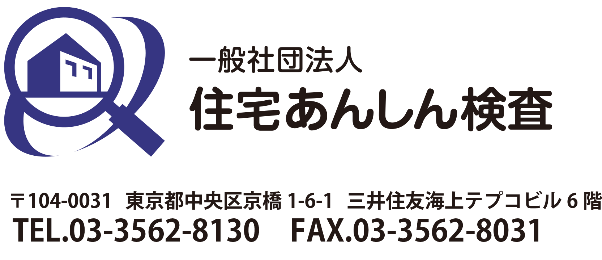 一般社団法人
住宅あんしん検査
〒104-0031 東京都中央区京橋 1-6-1 三井住友海上テプコビル 6 階
TEL.03-3562-8130 FAX.03-3562-8031